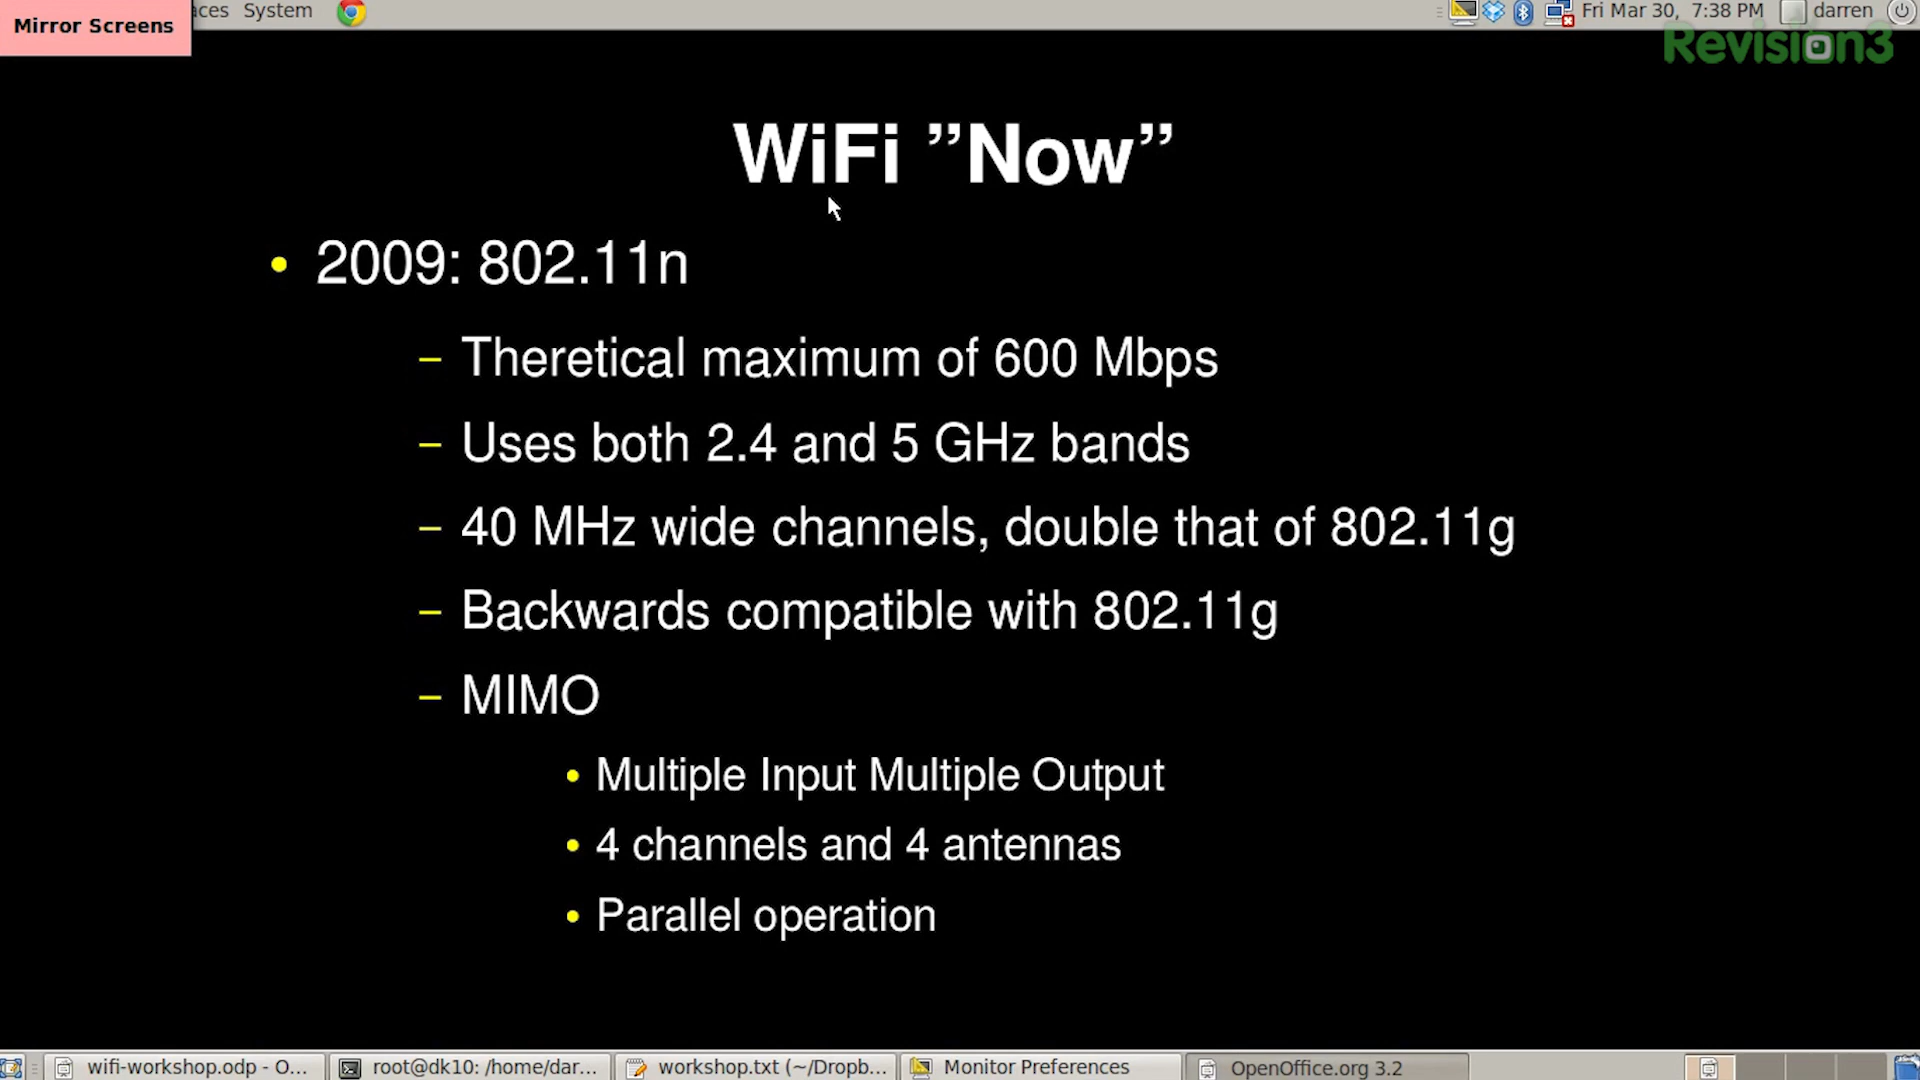 Mirror Screens
aces System
Fri Mar 30, 7:38 PM darren
Revision3
WiFi ”Now”
• 2009: 802.11n
– Theretical maximum of 600 Mbps
– Uses both 2.4 and 5 GHz bands
– 40 MHz wide channels, double that of 802.11g
– Backwards compatible with 802.11g
– MIMO
• Multiple Input Multiple Output
• 4 channels and 4 antennas
• Parallel operation
wifi-workshop.odp - O... root@dk10: /home/dar... workshop.txt (~/Dropb... Monitor Preferences OpenOffice.org 3.2